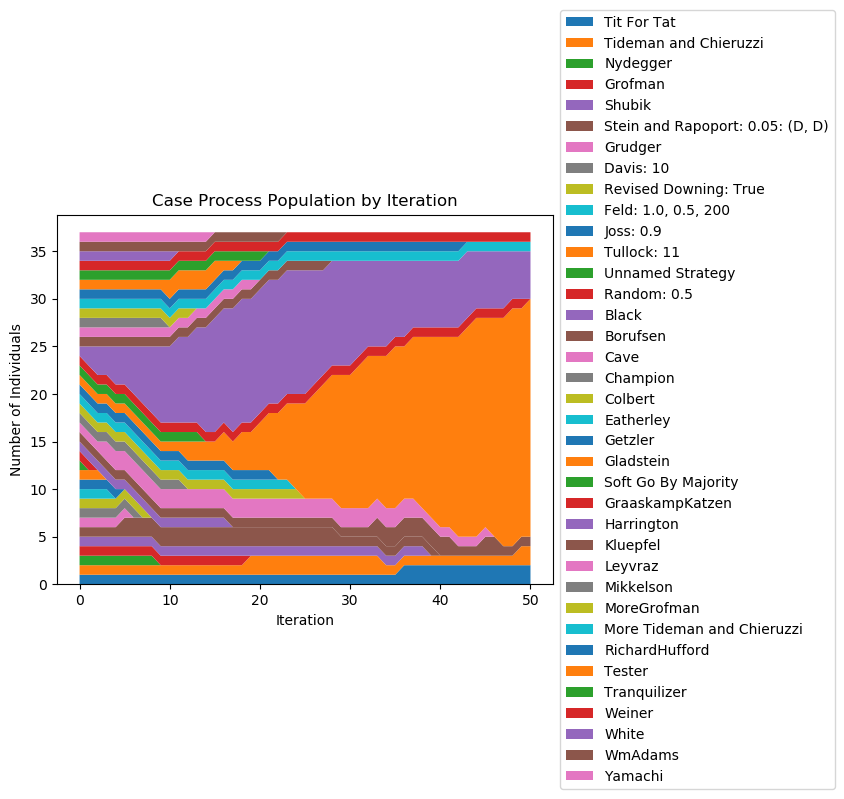 Case Process Population by Iteration
Number of Individuals
35
30
25
20
15
10
5
0
0 10 20 30 40 50
Iteration
Tit For Tat
Tideman and Chieruzzi
Nydegger
Grofman
Shubik
Stein and Rapoport: 0.05: (D, D)
Grudger
Davis: 10
Revised Downing: True
Feld: 1.0, 0.5, 200
Joss: 0.9
Tullock: 11
Unnamed Strategy
Random: 0.5
Black
Borufsen
Cave
Champion
Colbert
Eatherley
Getzler
Gladstein
Soft Go By Majority
GraaskampKatzen
Harrington
Kluepfel
Leyvraz
Mikkelson
MoreGrofman
More Tideman and Chieruzzi
RichardHufford
Tester
Tranquilizer
Weiner
White
WmAdams
Yamachi